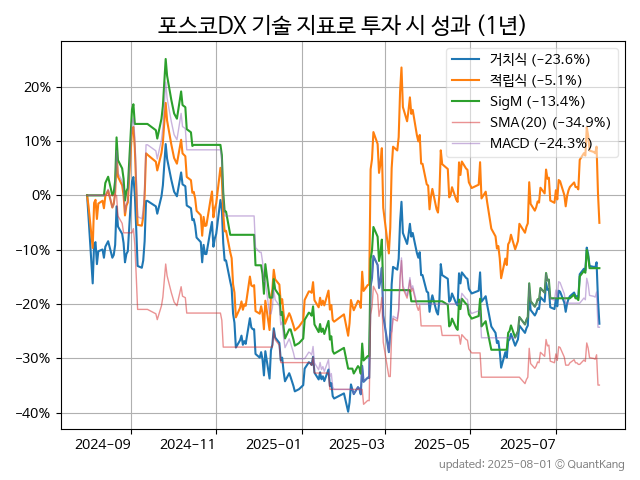 포스코DX 기술 지표로 투자 시 성과 (1년)
거치식 (−23.6%)
적립식 (−5.1%)
SigM (−13.4%)
SMA(20) (−34.9%)
MACD (−24.3%)
20%
10%
0%
−10%
−20%
−30%
−40%
2024−09 2024−11 2025−01 2025−03 2025−05 2025−07
updated: 2025-08-01 © QuantKang